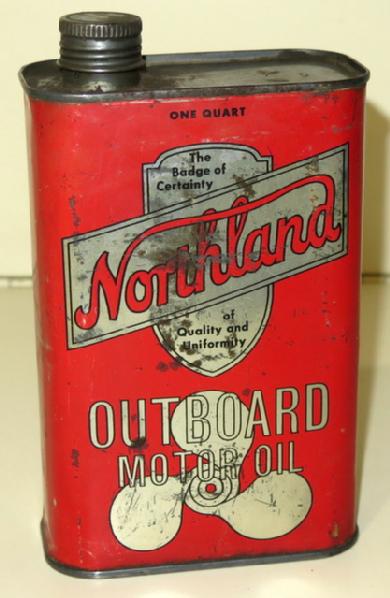 ONE QUART
The
Badge of
Certainty
Northland
of
Quality and
Uniformity
OUTBOARD
MOTOR OIL